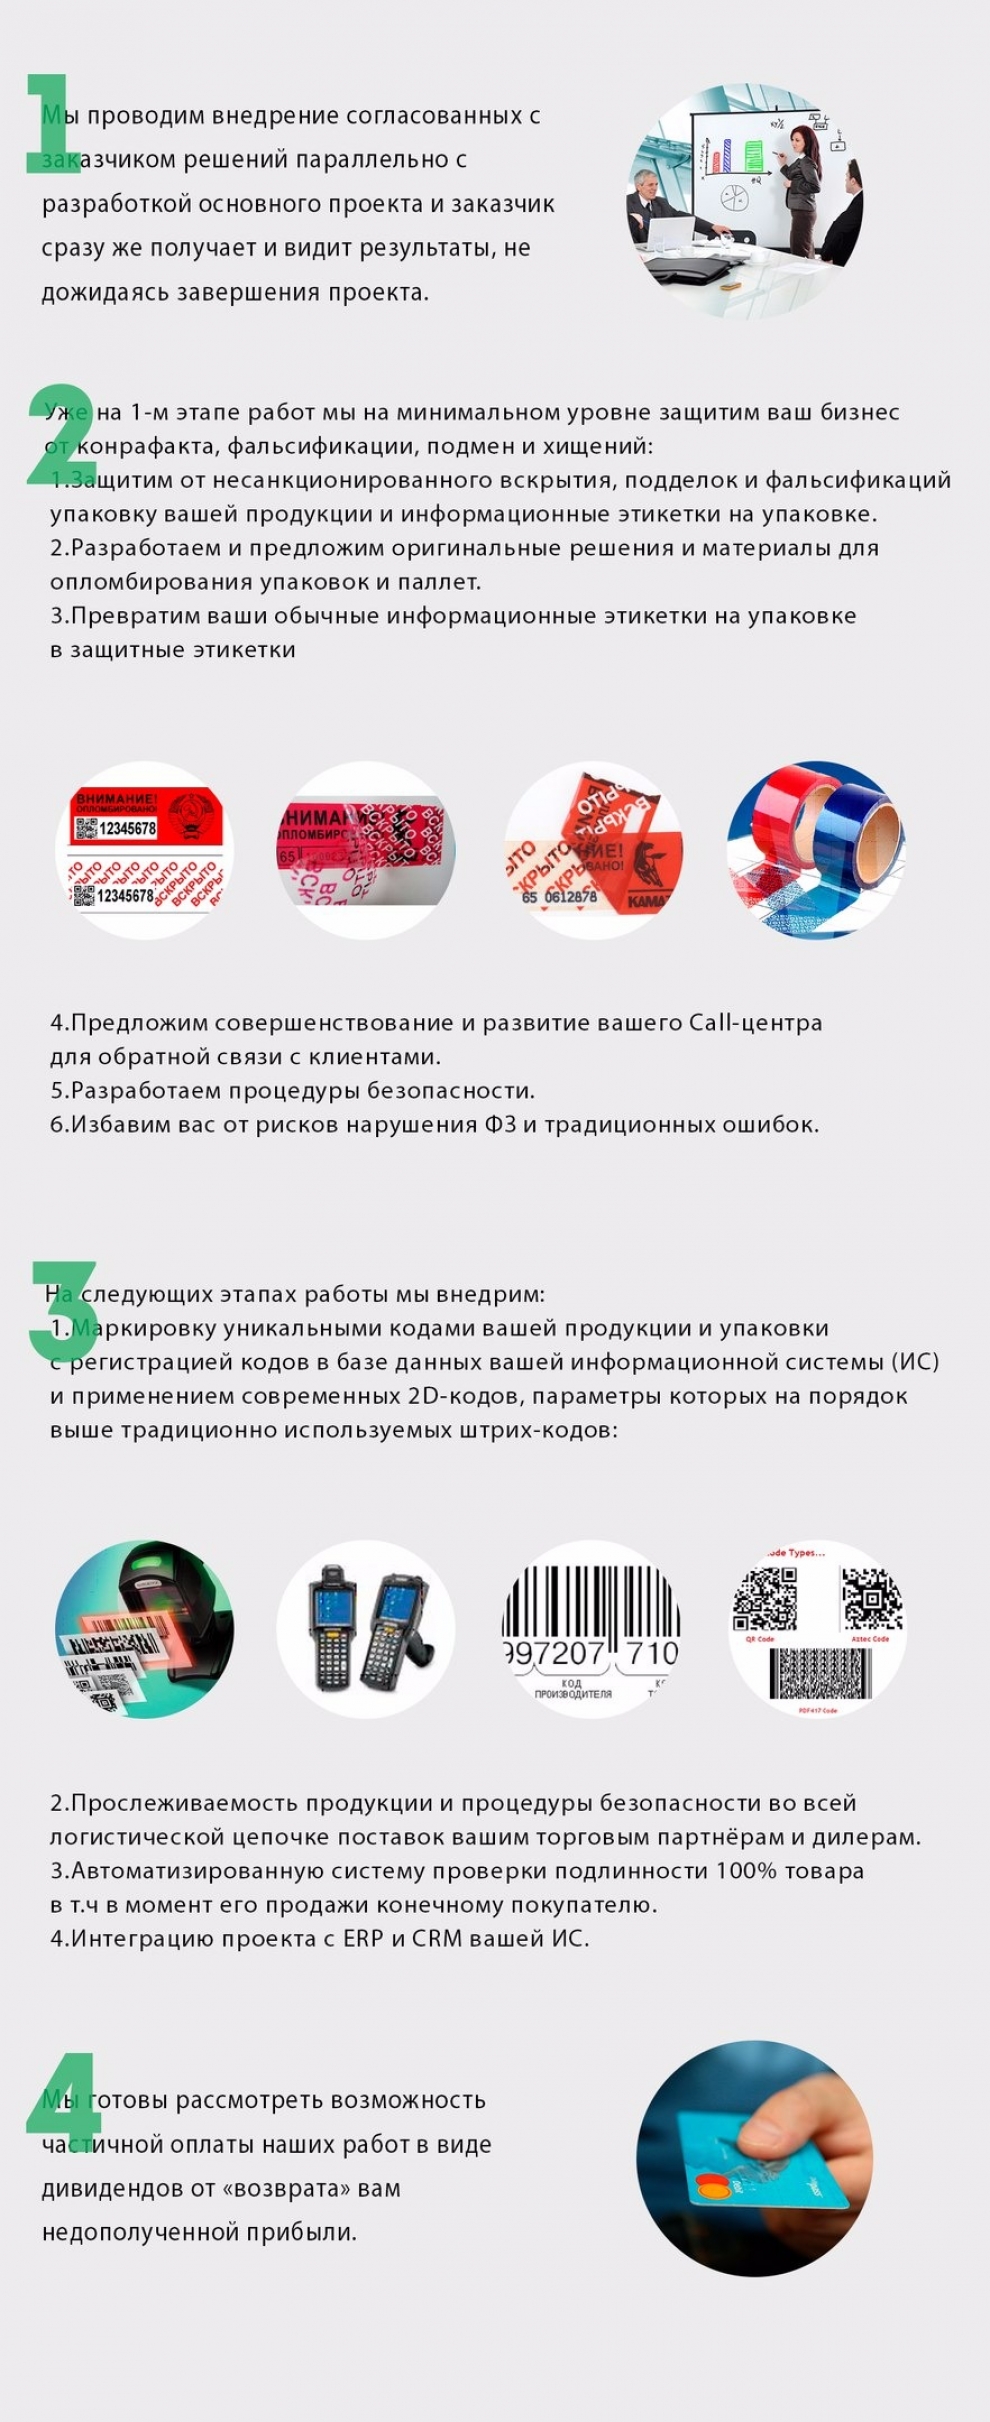 1
Мы проводим внедрение согласованных с
заказчиком решений параллельно с
разработкой основного проекта и заказчик
сразу же получает и видит результаты, не
дожидаясь завершения проекта.
2
Уже на 1-м этапе работ мы на минимальном уровне защитим ваш бизнес
от конрафакта, фальсификации, подмен и хищений:
1.Защитим от несанкционированного вскрытия, подделок и фальсификаций
упаковку вашей продукции и информационные этикетки на упаковке.
2.Разработаем и предложим оригинальные решения и материалы для
опломбирования упаковок и паллет.
3.Превратим ваши обычные информационные этикетки на упаковке
в защитные этикетки
ВНИМАНИЕ!
ОПЛОМБИРОВАНО!
12345678
ВСКРЫТО ВСКРЫТО
12345678
ВНИМАН
ОПЛОМБИРО
65
ВСКРЫТО
ВСКРЫТО
НИЕ!
ВАНО!
65 0612878
КАМА
4.Предложим совершенствование и развитие вашего Call-центра
для обратной связи с клиентами.
5.Разработаем процедуры безопасности.
6.Избавим вас от рисков нарушения ФЗ и традиционных ошибок.
3
На следующих этапах работы мы внедрим:
1.Маркировку уникальными кодами вашей продукции и упаковки
с регистрацией кодов в базе данных вашей информационной системы (ИС)
и применением современных 2D-кодов, параметры которых на порядок
выше традиционно используемых штрих-кодов:
997207 710
КОД
ПРОИЗВОДИТЕЛЯ
ode Types...
QR Code
Aztec Code
PDF417 Code
2.Прослеживаемость продукции и процедуры безопасности во всей
логистической цепочке поставок вашим торговым партнёрам и дилерам.
3.Автоматизированную систему проверки подлинности 100% товара
в т.ч в момент его продажи конечному покупателю.
4.Интеграцию проекта с ERP и CRM вашей ИС.
4
Мы готовы рассмотреть возможность
частичной оплаты наших работ в виде
дивидендов от «возврата» вам
недополученной прибыли.